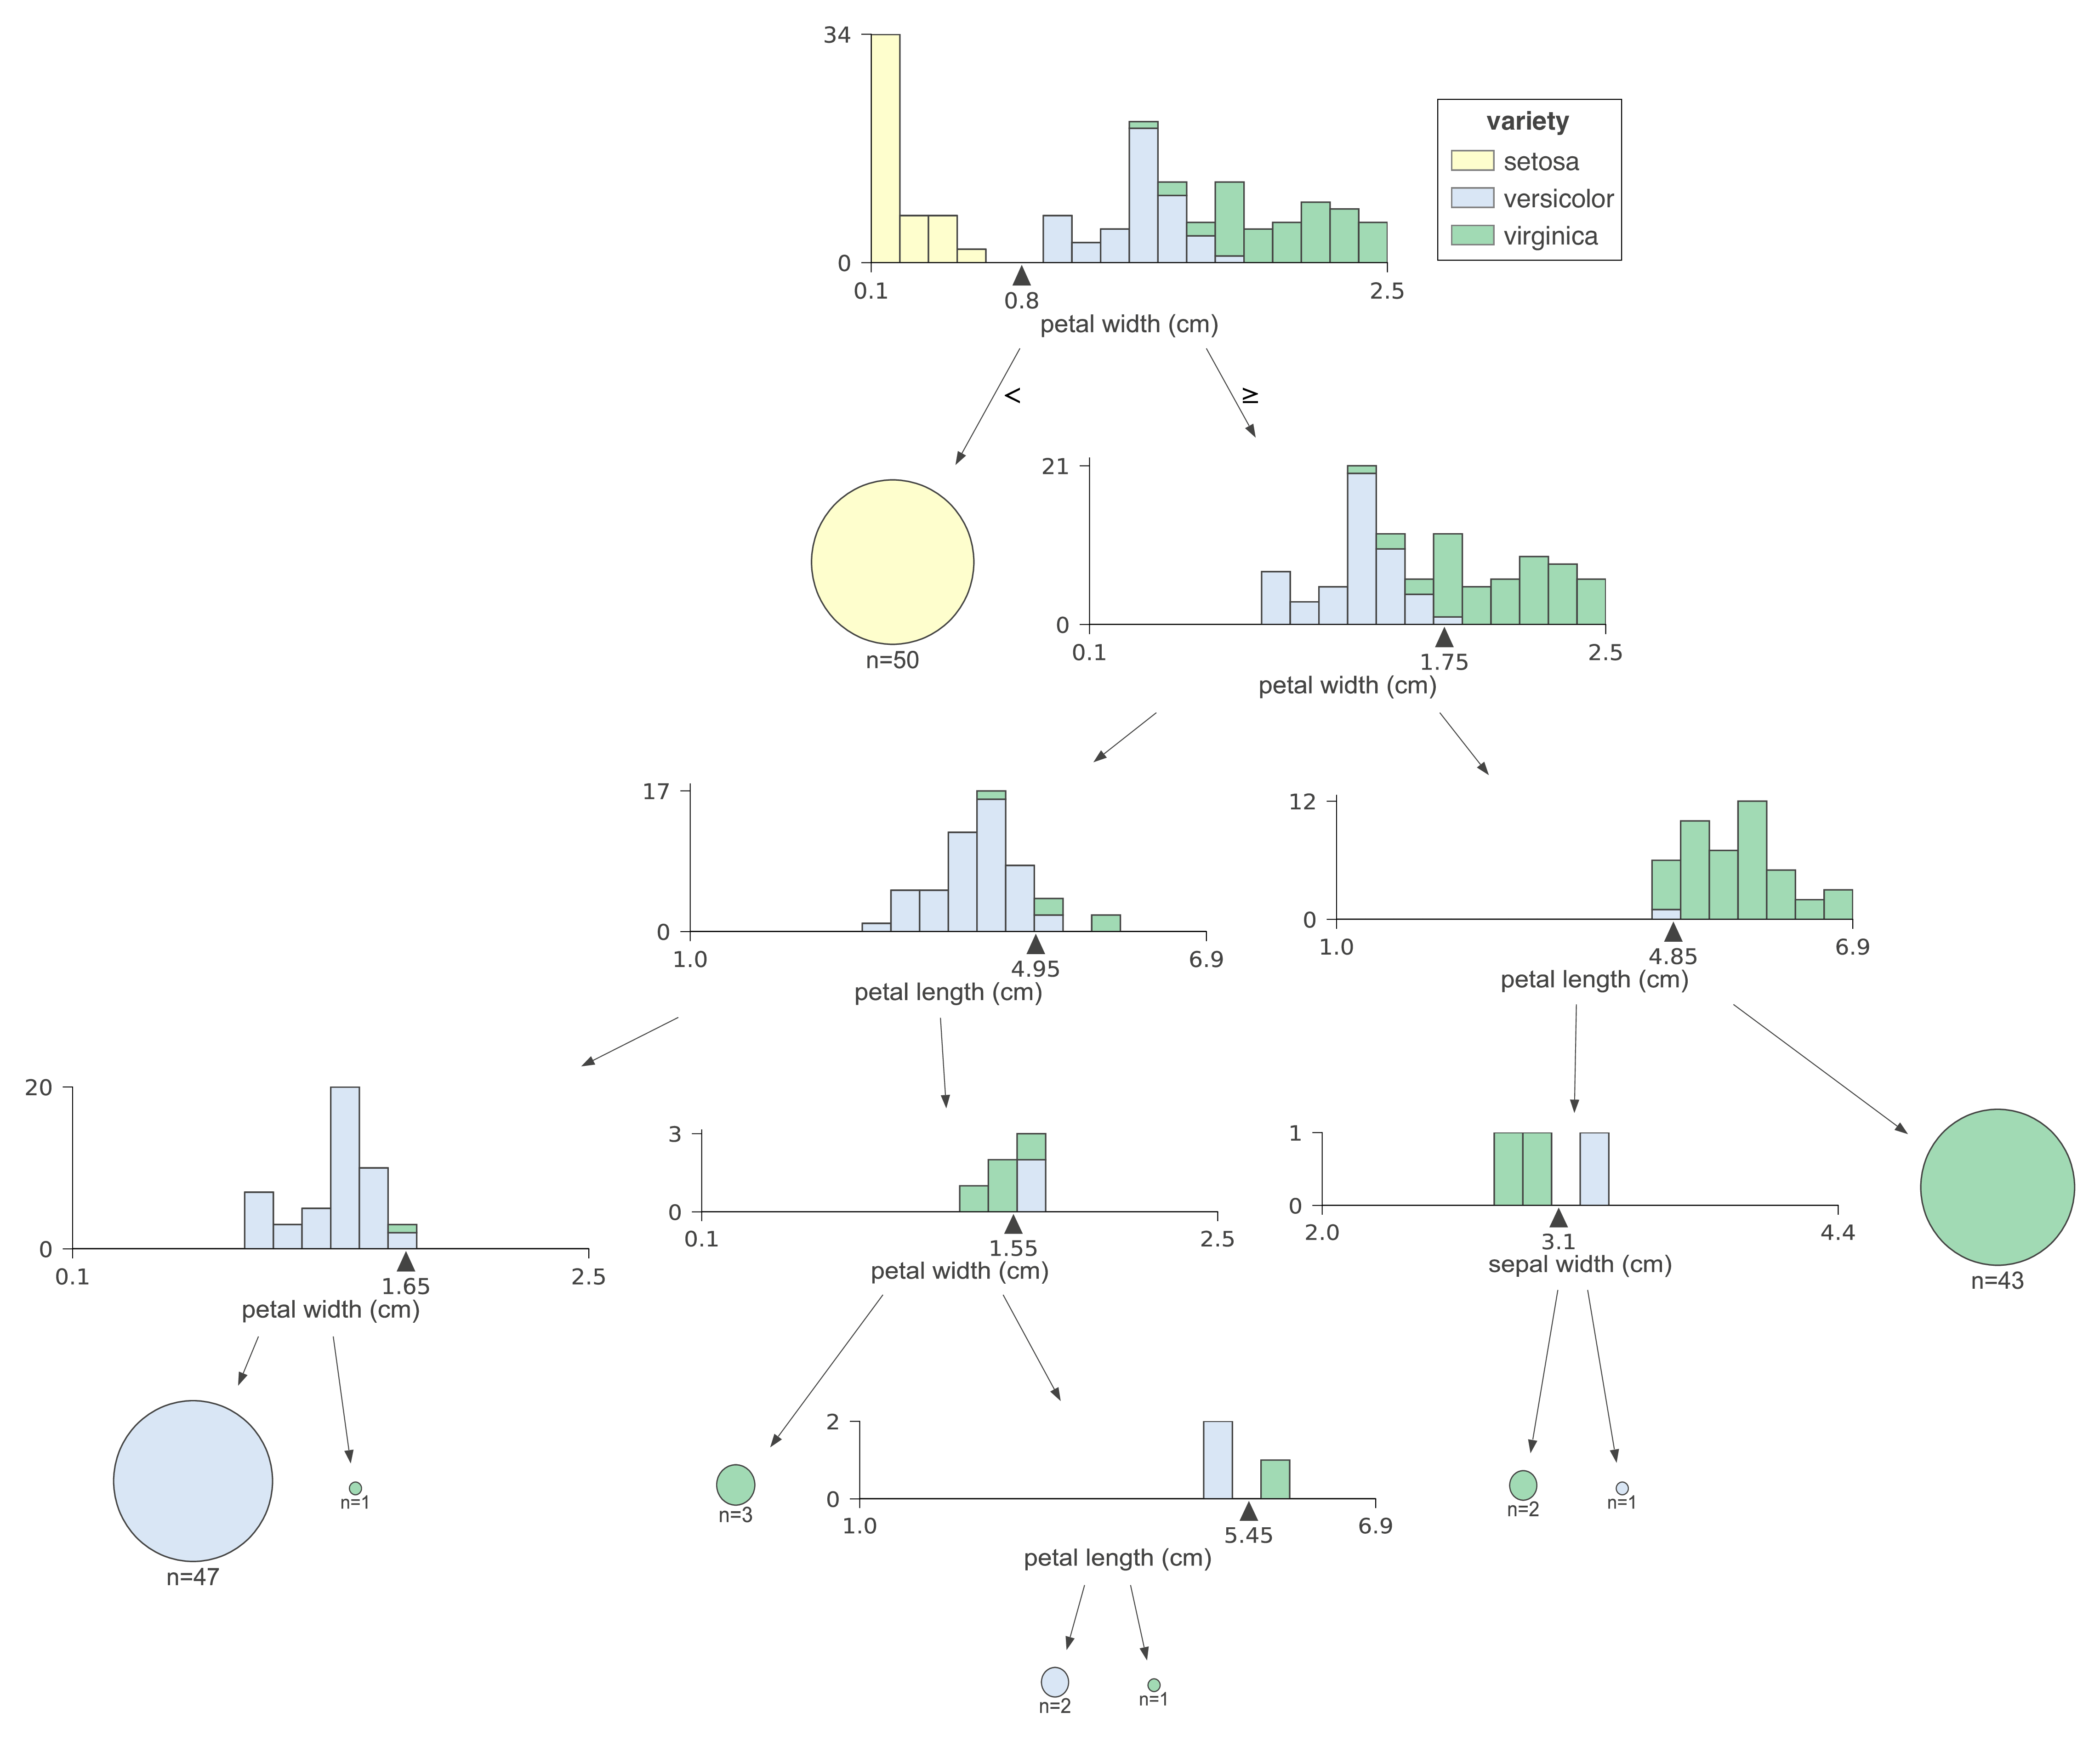 34
0
0.1
0.8
2.5
petal width (cm)
variety
setosa
versicolor
virginica
<
≥
n=50
21
0
0.1
1.75
2.5
petal width (cm)
17
0
1.0
4.95
6.9
petal length (cm)
12
0
1.0
4.85
6.9
petal length (cm)
20
0
0.1
1.65
2.5
petal width (cm)
3
0
0.1
1.55
2.5
petal width (cm)
1
0
2.0
3.1
4.4
sepal width (cm)
n=43
n=47
n=1
n=3
2
0
1.0
5.45
6.9
petal length (cm)
n=2
n=1
n=2
n=1